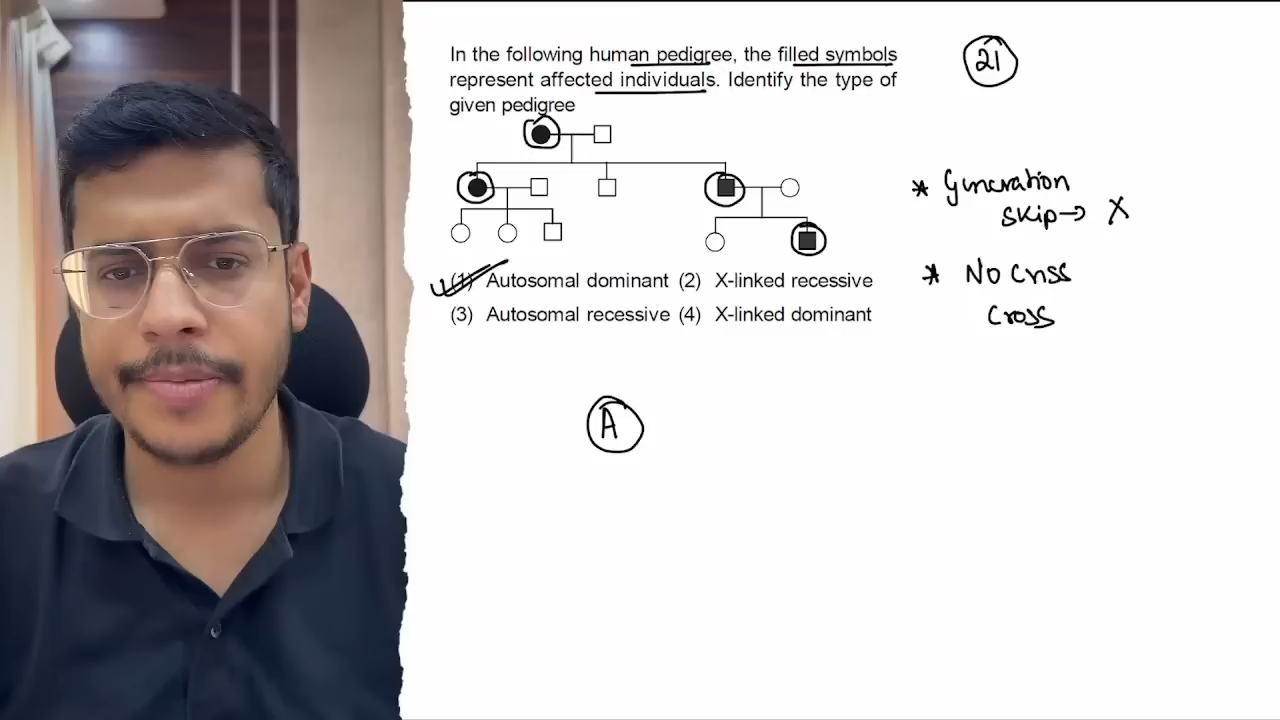 In the following human pedigree, the filled symbols
represent affected individuals. Identify the type of
given pedigree
(1) Autosomal dominant (2) X-linked recessive
(3) Autosomal recessive (4) X-linked dominant
21
* Generation
skip→ X
* No Criss
Cross
A